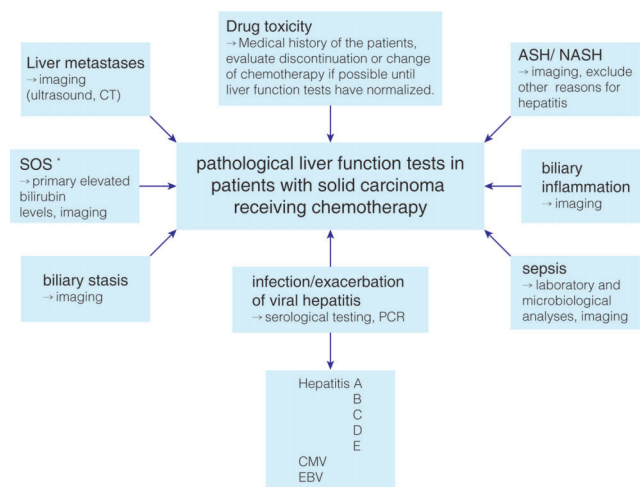 Drug toxicity
→ Medical history of the patients,
evaluate discontinuation or change
of chemotherapy if possible until
liver function tests have normalized.
Liver metastases
→ imaging
(ultrasound, CT)
ASH/ NASH
→ imaging, exclude
other reasons for
hepatitis
SOS *
→ primary elevated
bilirubin
levels, imaging
pathological liver function tests in
patients with solid carcinoma
receiving chemotherapy
biliary
inflammation
→ imaging
biliary stasis
→ imaging
infection/exacerbation
of viral hepatitis
→ serological testing, PCR
sepsis
→ laboratory and
microbiological
analyses, imaging
Hepatitis A
B
C
D
E
CMV
EBV